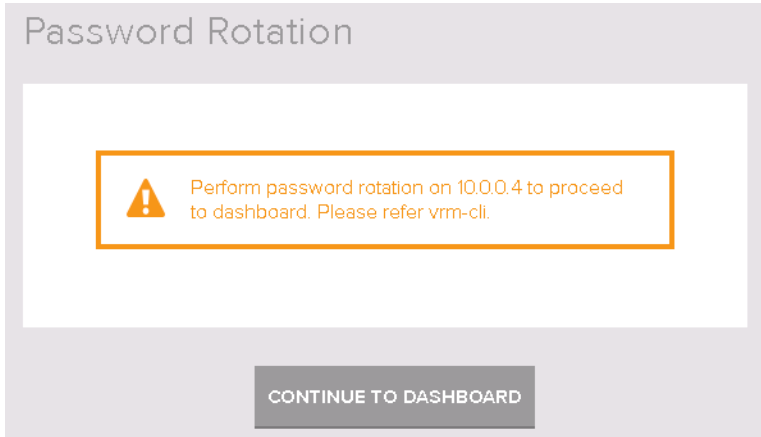 Password Rotation
Perform password rotation on 10.0.0.4 to proceed
to dashboard. Please refer vrm-cli.
CONTINUE TO DASHBOARD